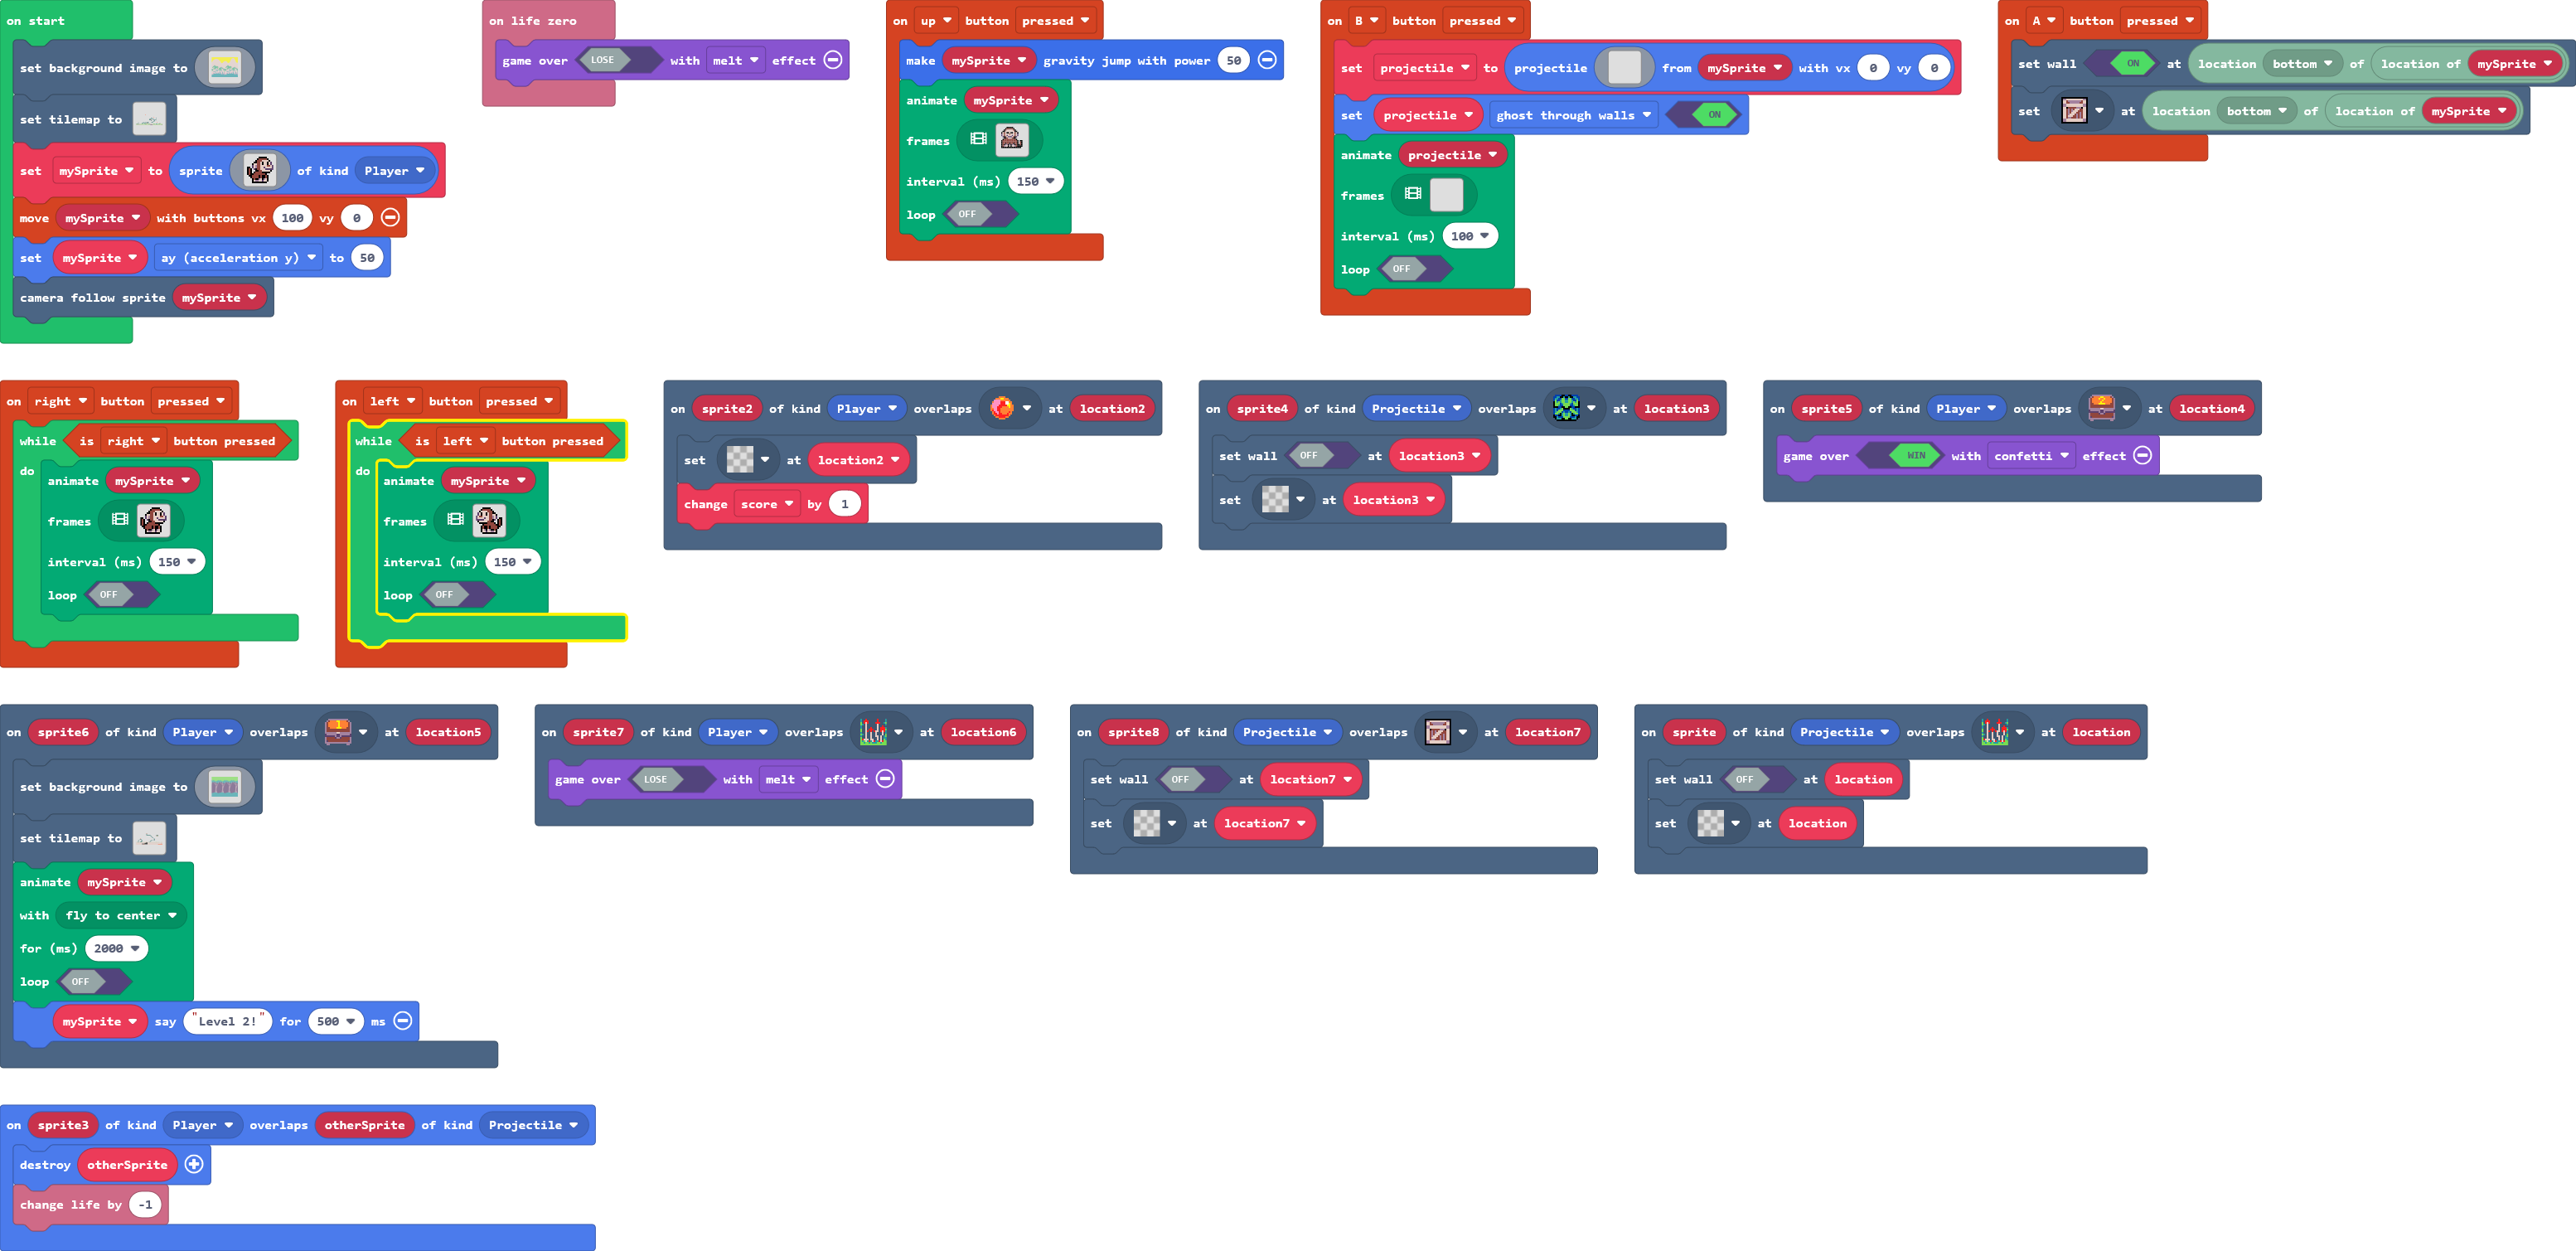 on start
set background image to
set tilemap to
set mySprite to sprite of kind Player
move mySprite with buttons vx 100 vy 0
set mySprite ay (acceleration y) to 50
camera follow sprite mySprite
on life zero
game over LOSE with melt effect
on up button pressed
make mySprite gravity jump with power 50
animate mySprite
frames
interval (ms) 150
loop OFF
on B button pressed
set projectile to projectile from mySprite with vx 0 vy 0
set projectile ghost through walls ON
animate projectile
frames
interval (ms) 100
loop OFF
on A button pressed
set wall ON at location bottom of location of mySprite
set at location bottom of location of mySprite
on right button pressed
while is right button pressed
do
animate mySprite
frames
interval (ms) 150
loop OFF
on left button pressed
while is left button pressed
do
animate mySprite
frames
interval (ms) 150
loop OFF
on sprite2 of kind Player overlaps at location2
set at location2
change score by 1
on sprite4 of kind Projectile overlaps at location3
set wall OFF at location3
set at location3
on sprite5 of kind Player overlaps 2 at location4
game over WIN with confetti effect
on sprite6 of kind Player overlaps 1 at location5
set background image to
set tilemap to
animate mySprite
with fly to center
for (ms) 2000
loop OFF
mySprite say "Level 2!" for 500 ms
on sprite7 of kind Player overlaps at location6
game over LOSE with melt effect
on sprite8 of kind Projectile overlaps at location7
set wall OFF at location7
set at location7
on sprite of kind Projectile overlaps at location
set wall OFF at location
set at location
on sprite3 of kind Player overlaps otherSprite of kind Projectile
destroy otherSprite
change life by -1